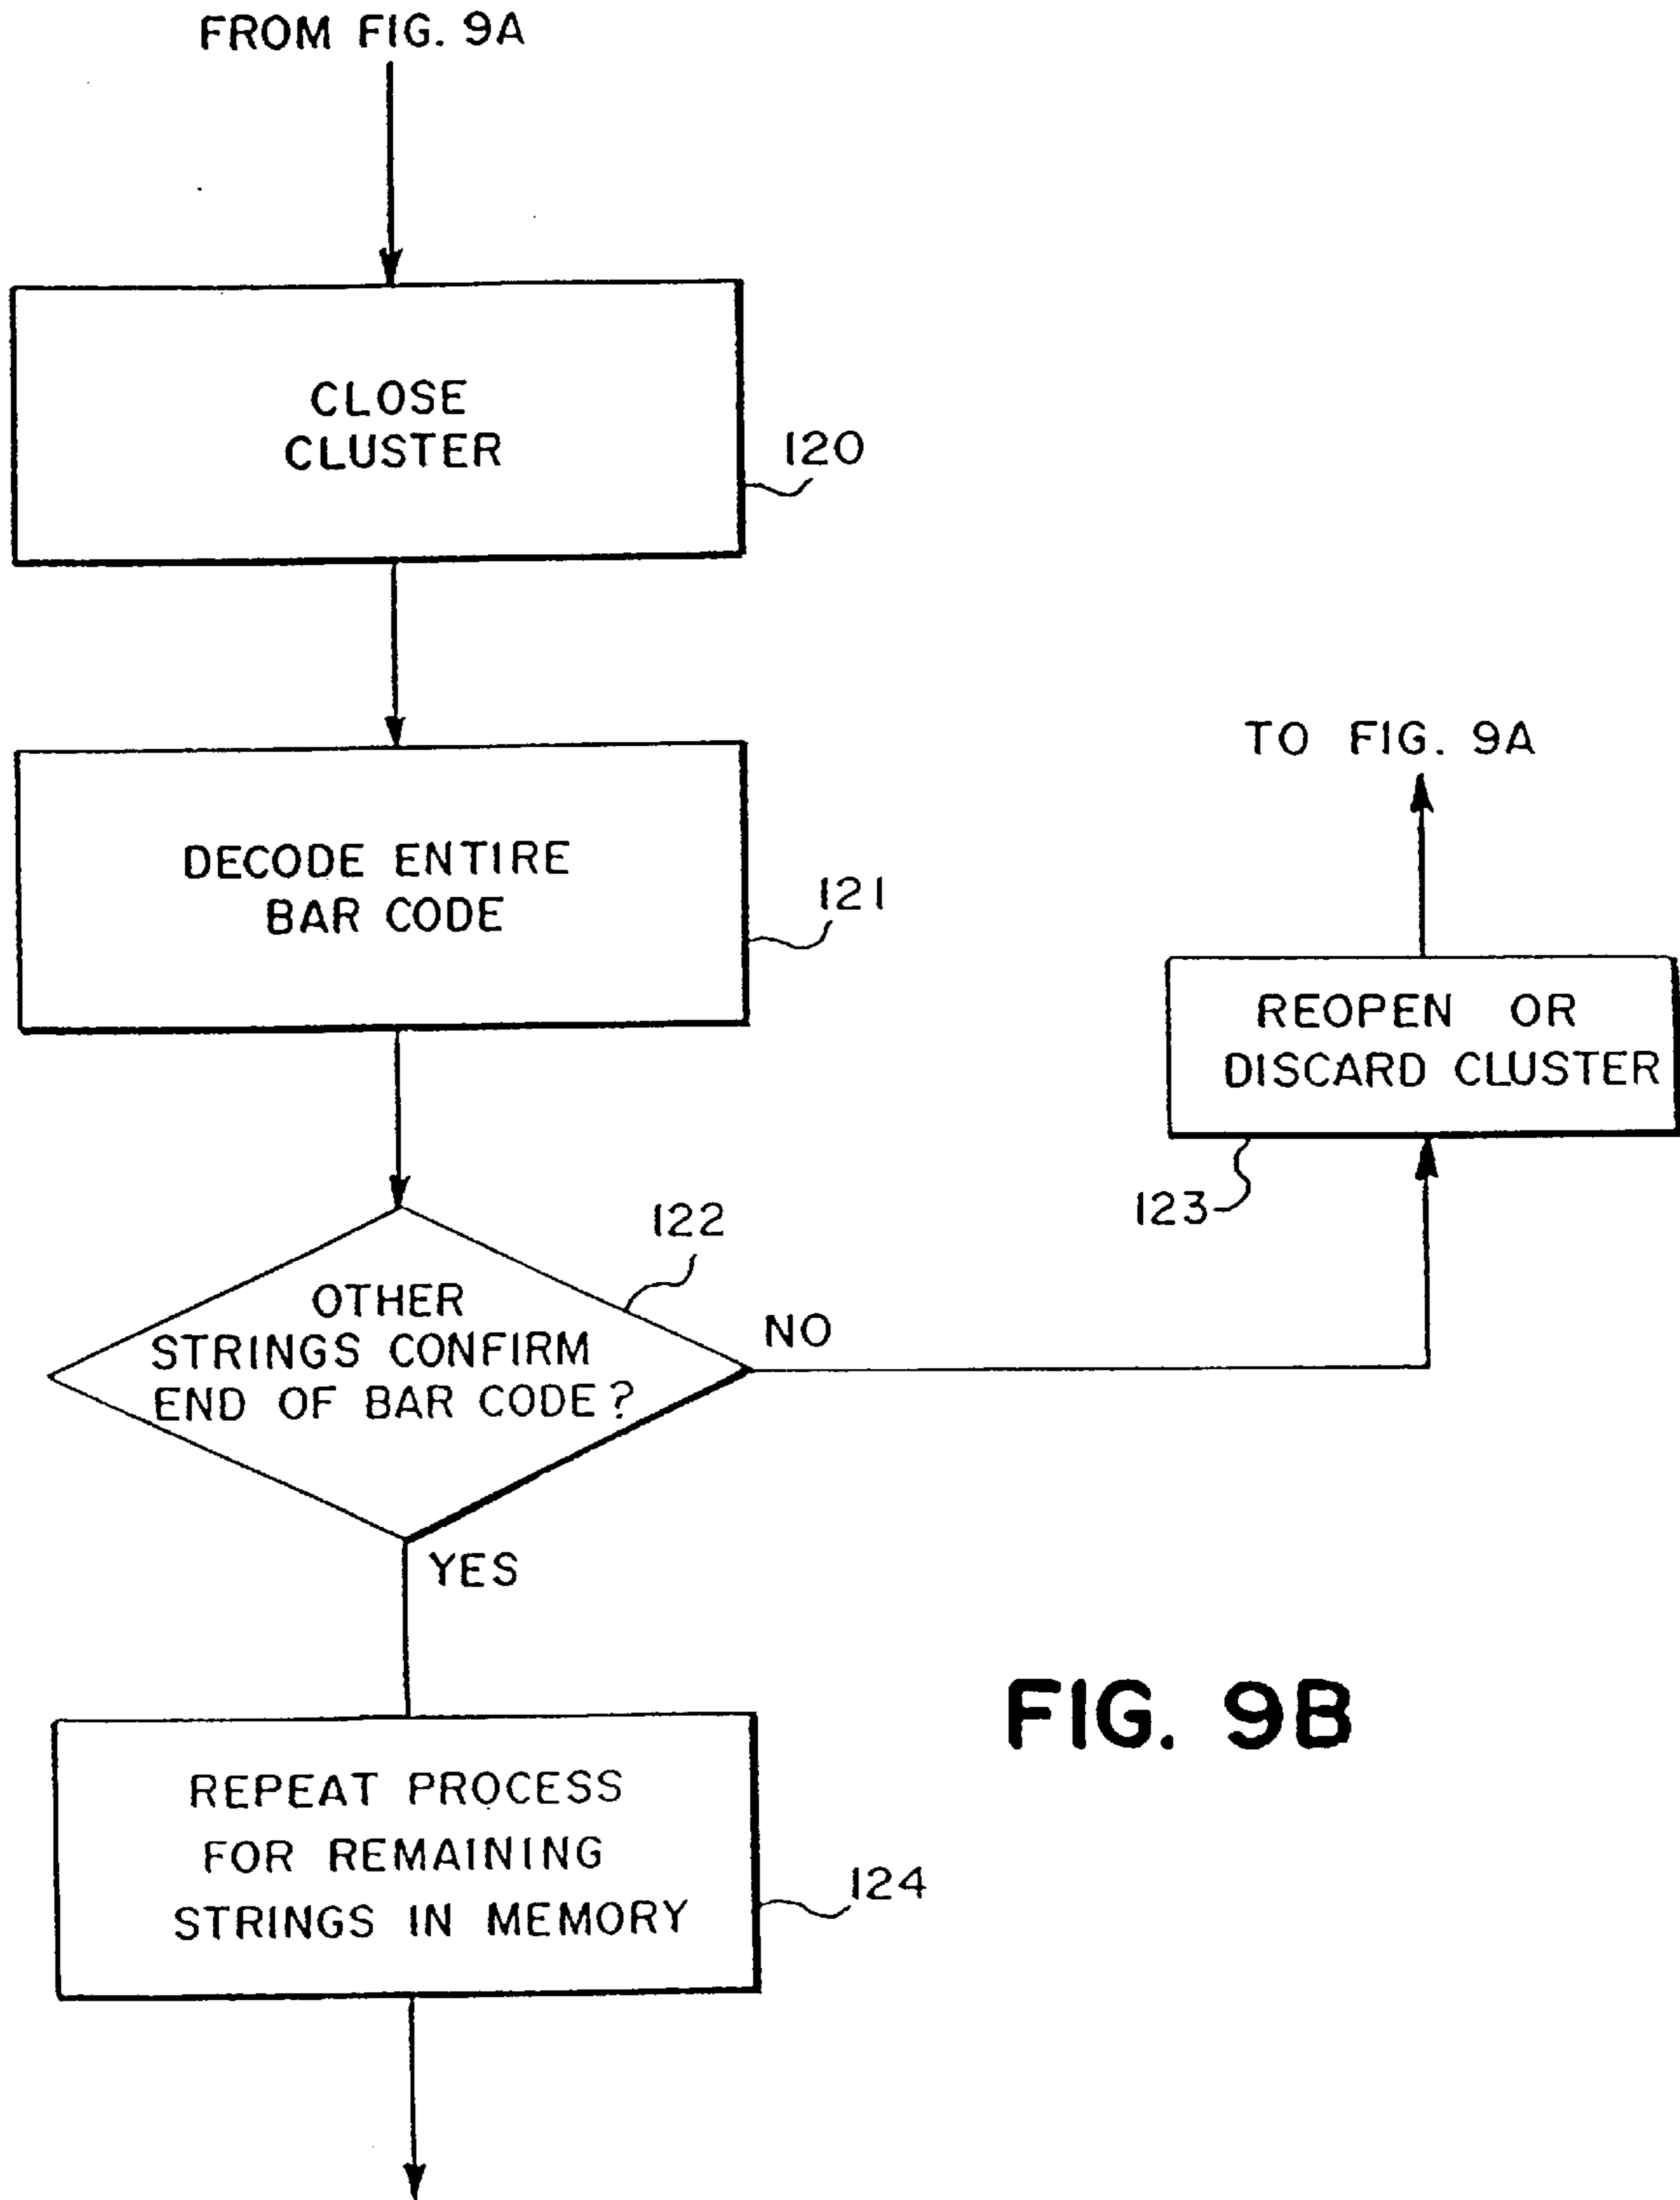 FROM FIG. 9A
CLOSE
CLUSTER
120
DECODE ENTIRE
BAR CODE
121
TO FIG. 9A
REOPEN OR
DISCARD CLUSTER
123
122
OTHER
STRINGS CONFIRM
END OF BAR CODE?
NO
YES
REPEAT PROCESS
FOR REMAINING
STRINGS IN MEMORY
124
FIG. 9B